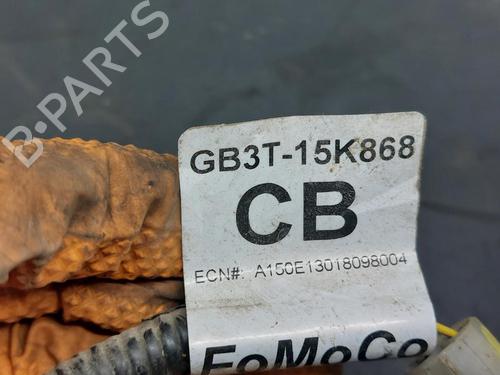 B-PARTS
GB3T-15K868
CB
ECN#: A150E13018098004
FoMoCo